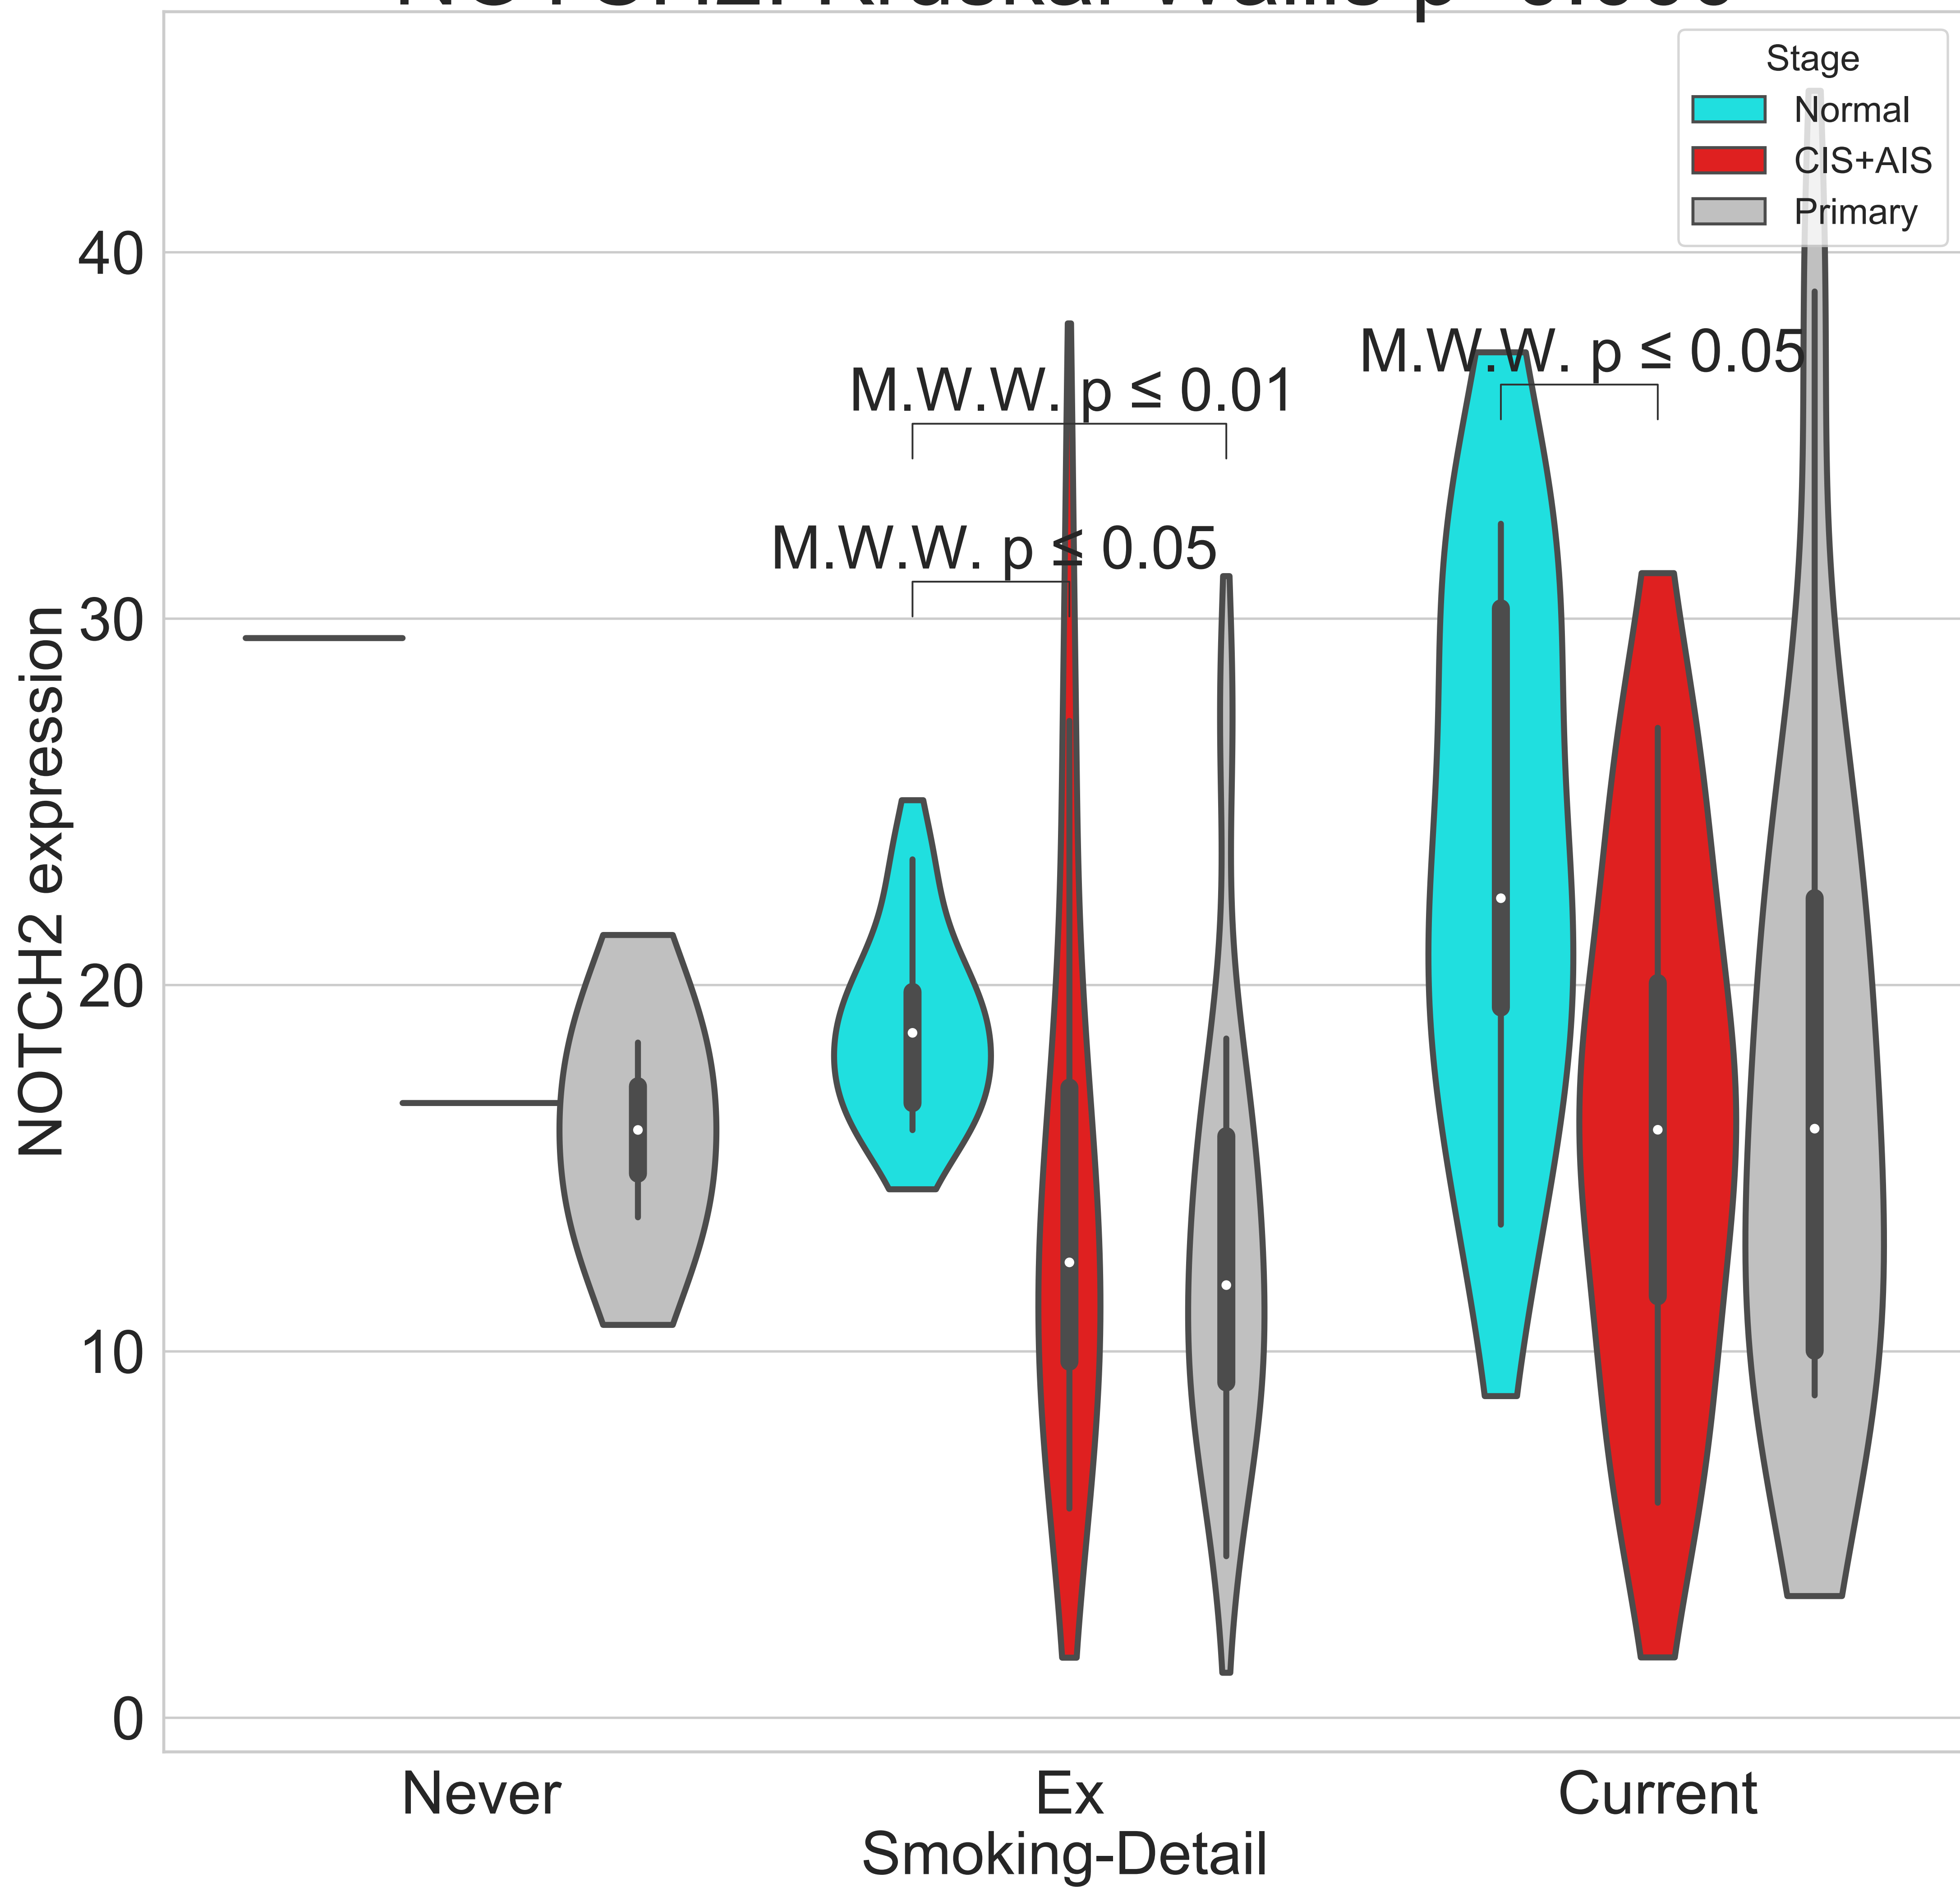 Stage
Normal
CIS+AIS
Primary
40
30
20
10
0
NOTCH2 expression
M.W.W. p ≤ 0.05
M.W.W. p ≤ 0.01
M.W.W. p ≤ 0.05
Never
Ex
Current
Smoking-Detail